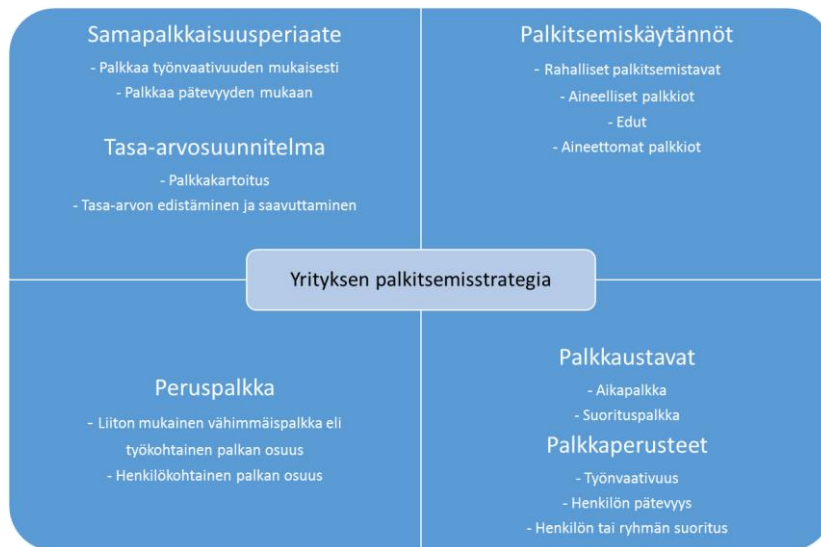 Samapalkkaisuusperiaate
- Palkkaa työnvaativuuden mukaisesti
- Palkkaa pätevyyden mukaan
Tasa-arvosuunnitelma
- Palkkakartoitus
- Tasa-arvon edistäminen ja saavuttaminen
Palkitsemiskäytännöt
- Rahalliset palkitsemistavat
- Aineelliset palkkiot
- Edut
- Aineettomat palkkiot
Yrityksen palkitsemisstrategia
Peruspalkka
- Liiton mukainen vähimmäispalkka eli
työkohtainen palkan osuus
- Henkilökohtainen palkan osuus
Palkkaustavat
- Aikapalkka
- Suorituspalkka
Palkkaperusteet
- Työnvaativuus
- Henkilön pätevyys
- Henkilön tai ryhmän suoritus